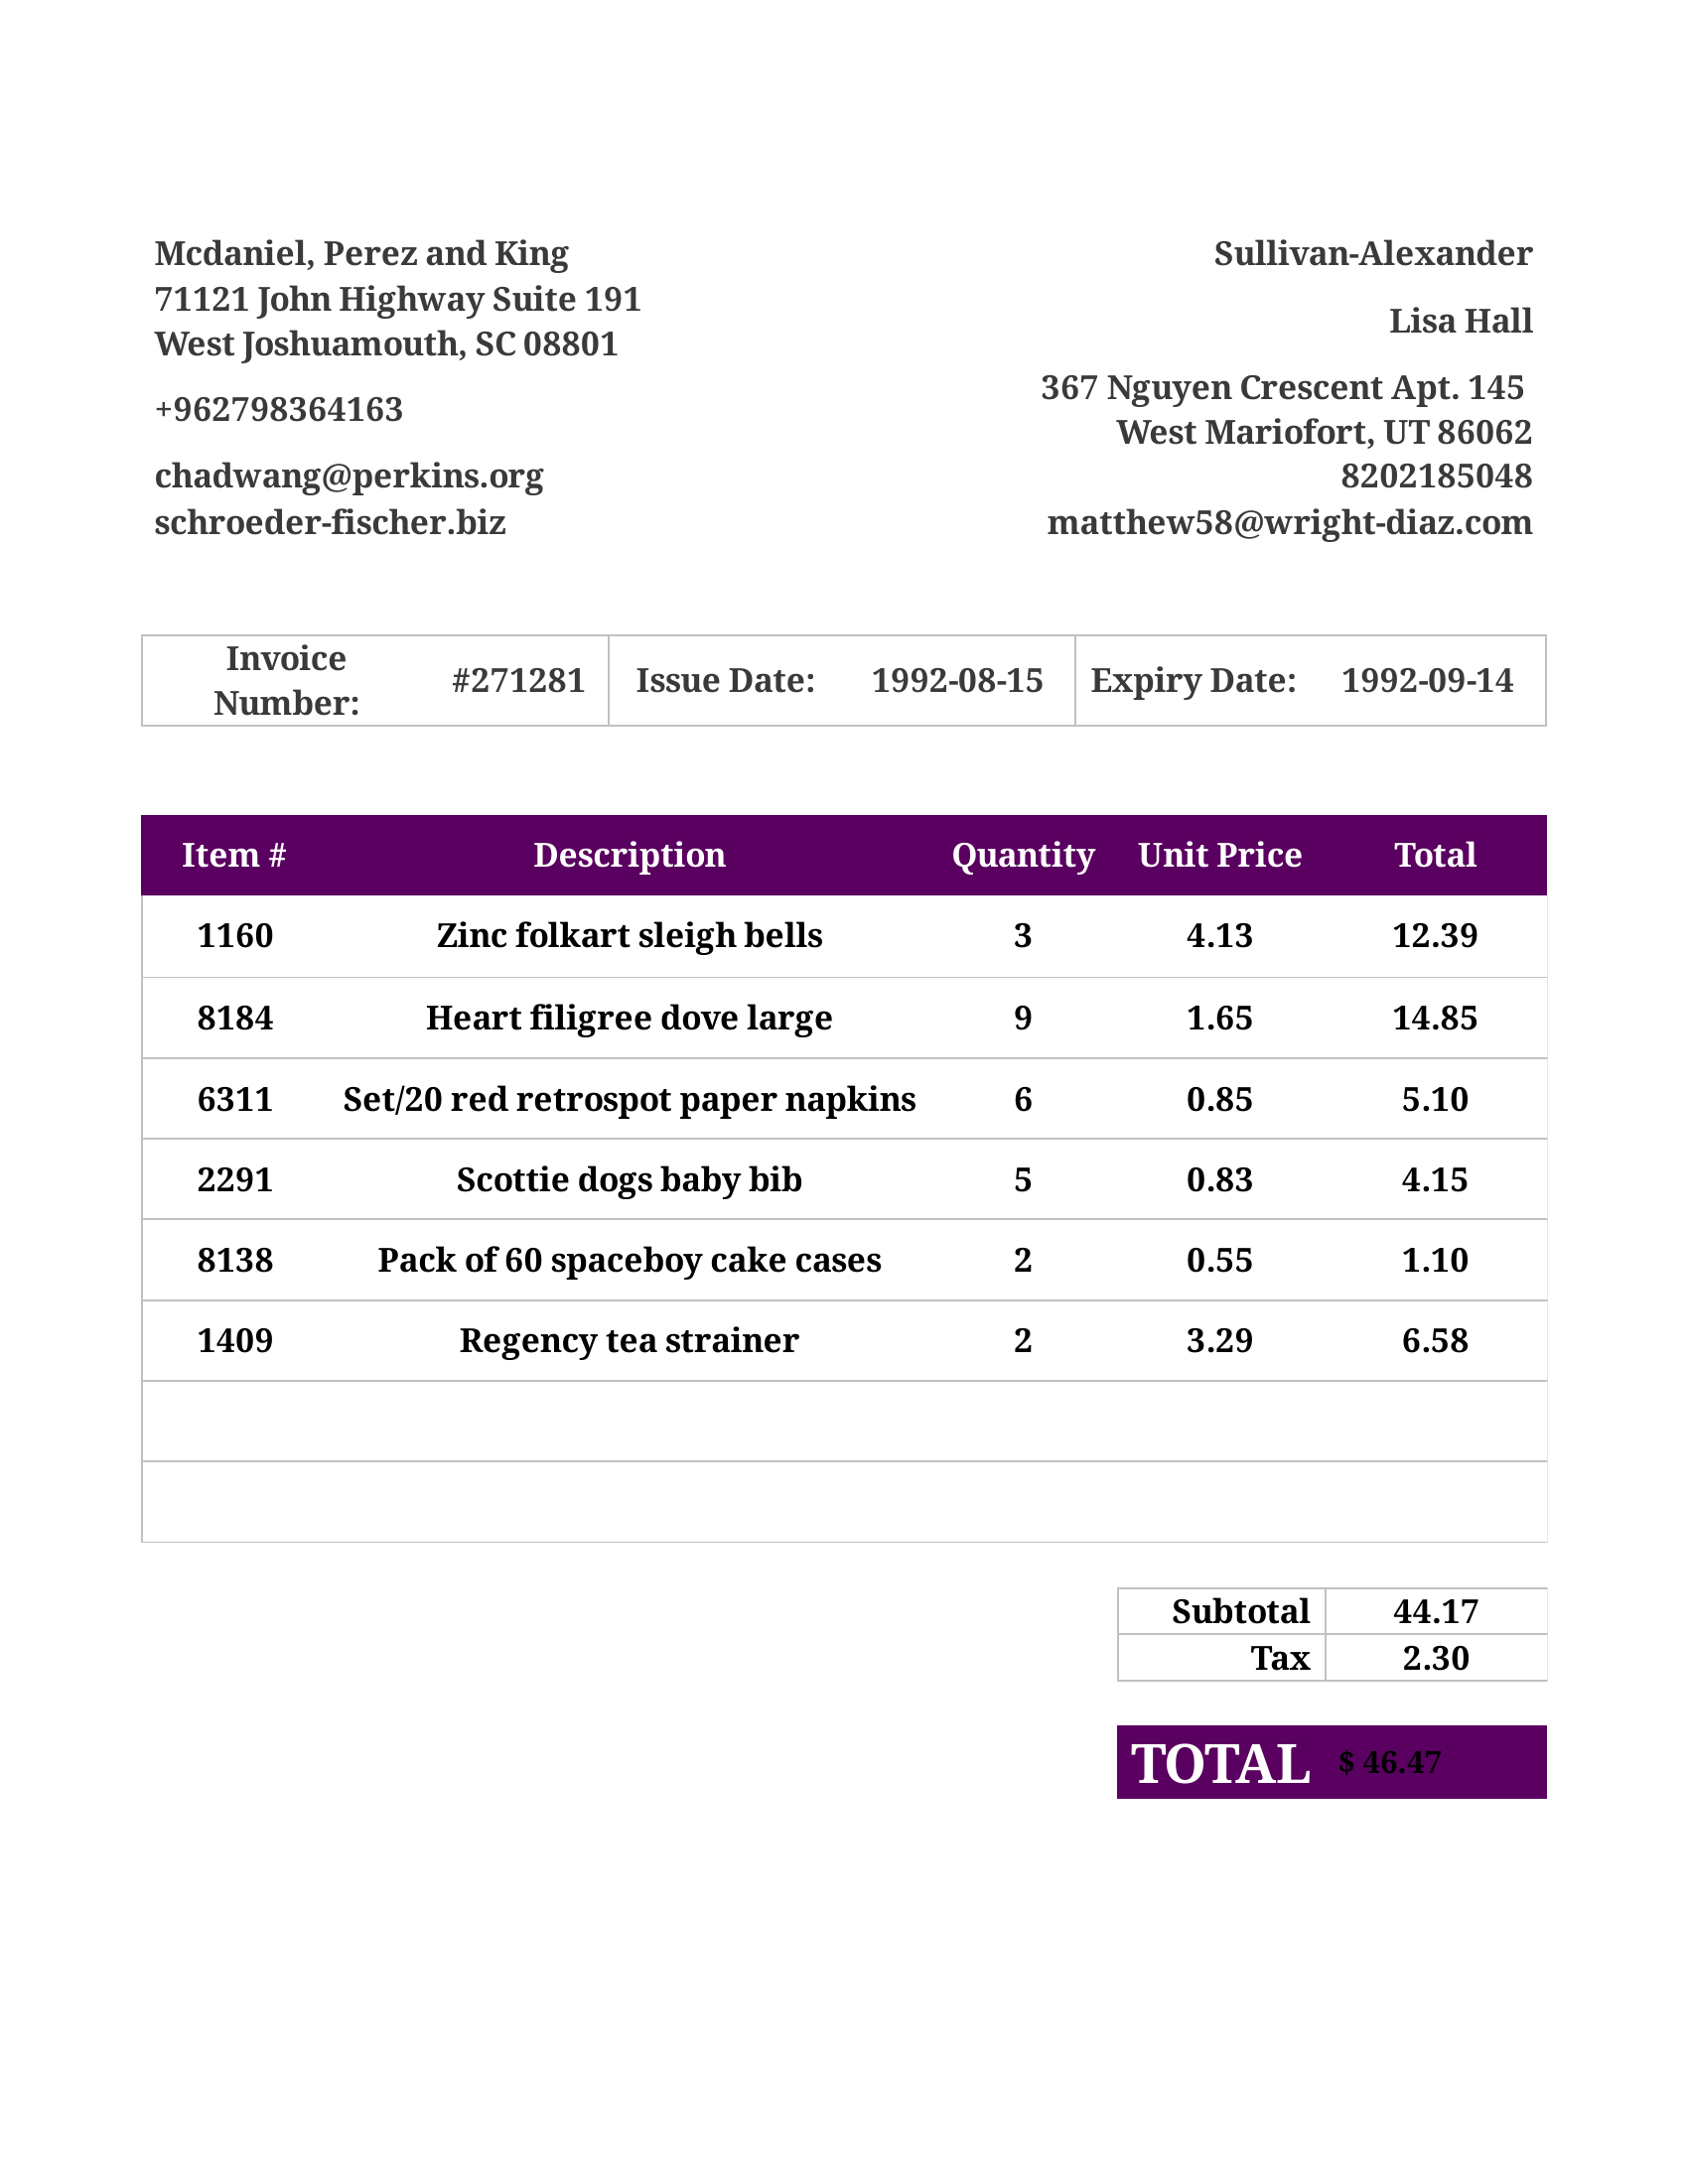 Mcdaniel, Perez and King
71121 John Highway Suite 191
West Joshuamouth, SC 08801
+962798364163
chadwang@perkins.org
schroeder-fischer.biz
Sullivan-Alexander
Lisa Hall
367 Nguyen Crescent Apt. 145
West Mariofort, UT 86062
8202185048
matthew58@wright-diaz.com
Invoice Number: #271281 Issue Date: 1992-08-15 Expiry Date: 1992-09-14
Item # Description Quantity Unit Price Total
1160 Zinc folkart sleigh bells 3 4.13 12.39
8184 Heart filigree dove large 9 1.65 14.85
6311 Set/20 red retrospot paper napkins 6 0.85 5.10
2291 Scottie dogs baby bib 5 0.83 4.15
8138 Pack of 60 spaceboy cake cases 2 0.55 1.10
1409 Regency tea strainer 2 3.29 6.58
Subtotal 44.17
Tax 2.30
TOTAL $ 46.47